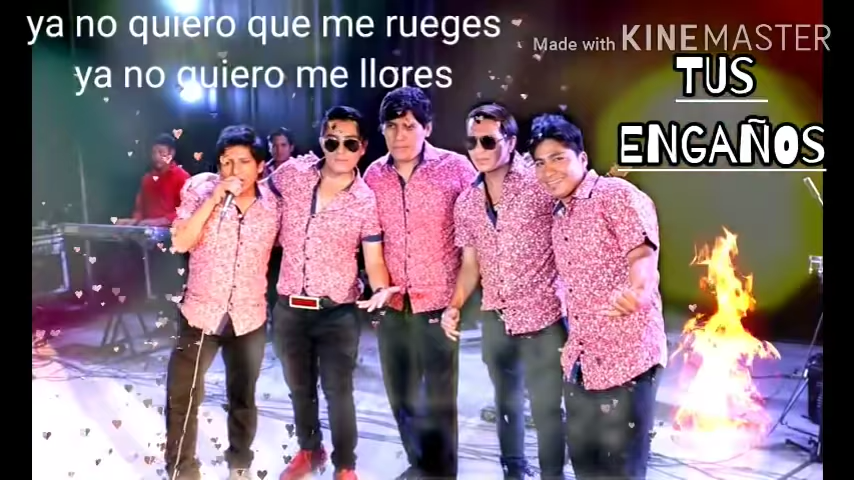 ya no quiero que me rueges
ya no quiero me llores
Made with KINEMASTER
TUS
ENGAÑOS